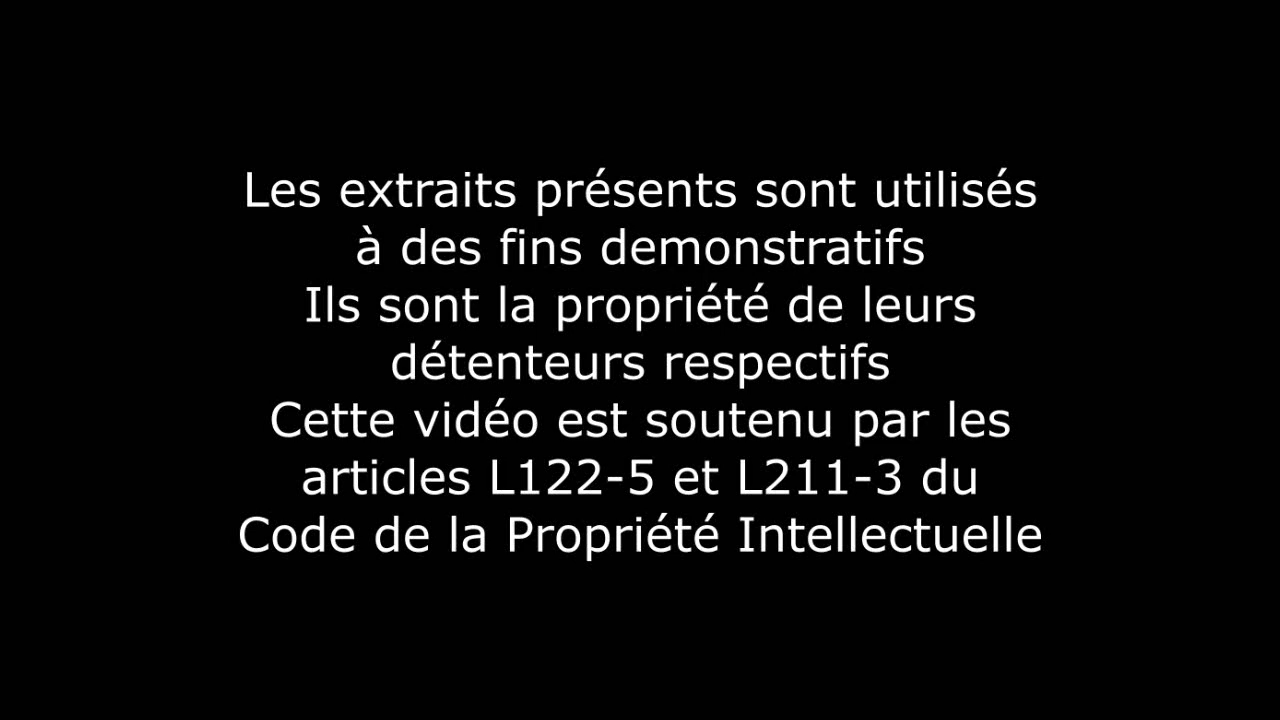 Les extraits présents sont utilisés
à des fins demonstratifs
Ils sont la propriété de leurs
détenteurs respectifs
Cette vidéo est soutenu par les
articles L122-5 et L211-3 du
Code de la Propriété Intellectuelle